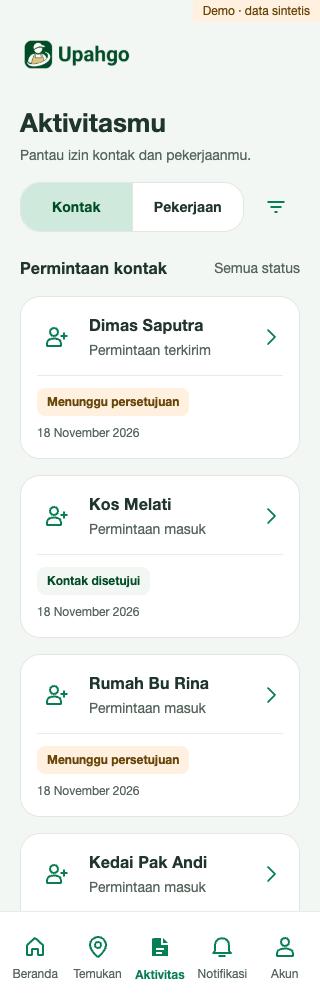 Demo · data sintetis
Upahgo
Aktivitasmu
Pantau izin kontak dan pekerjaanmu.
Kontak
Pekerjaan
Permintaan kontak
Semua status
Dimas Saputra
Permintaan terkirim
Menunggu persetujuan
18 November 2026
Kos Melati
Permintaan masuk
Kontak disetujui
18 November 2026
Rumah Bu Rina
Permintaan masuk
Menunggu persetujuan
18 November 2026
Kedai Pak Andi
Permintaan masuk
Beranda
Temukan
Aktivitas
Notifikasi
Akun